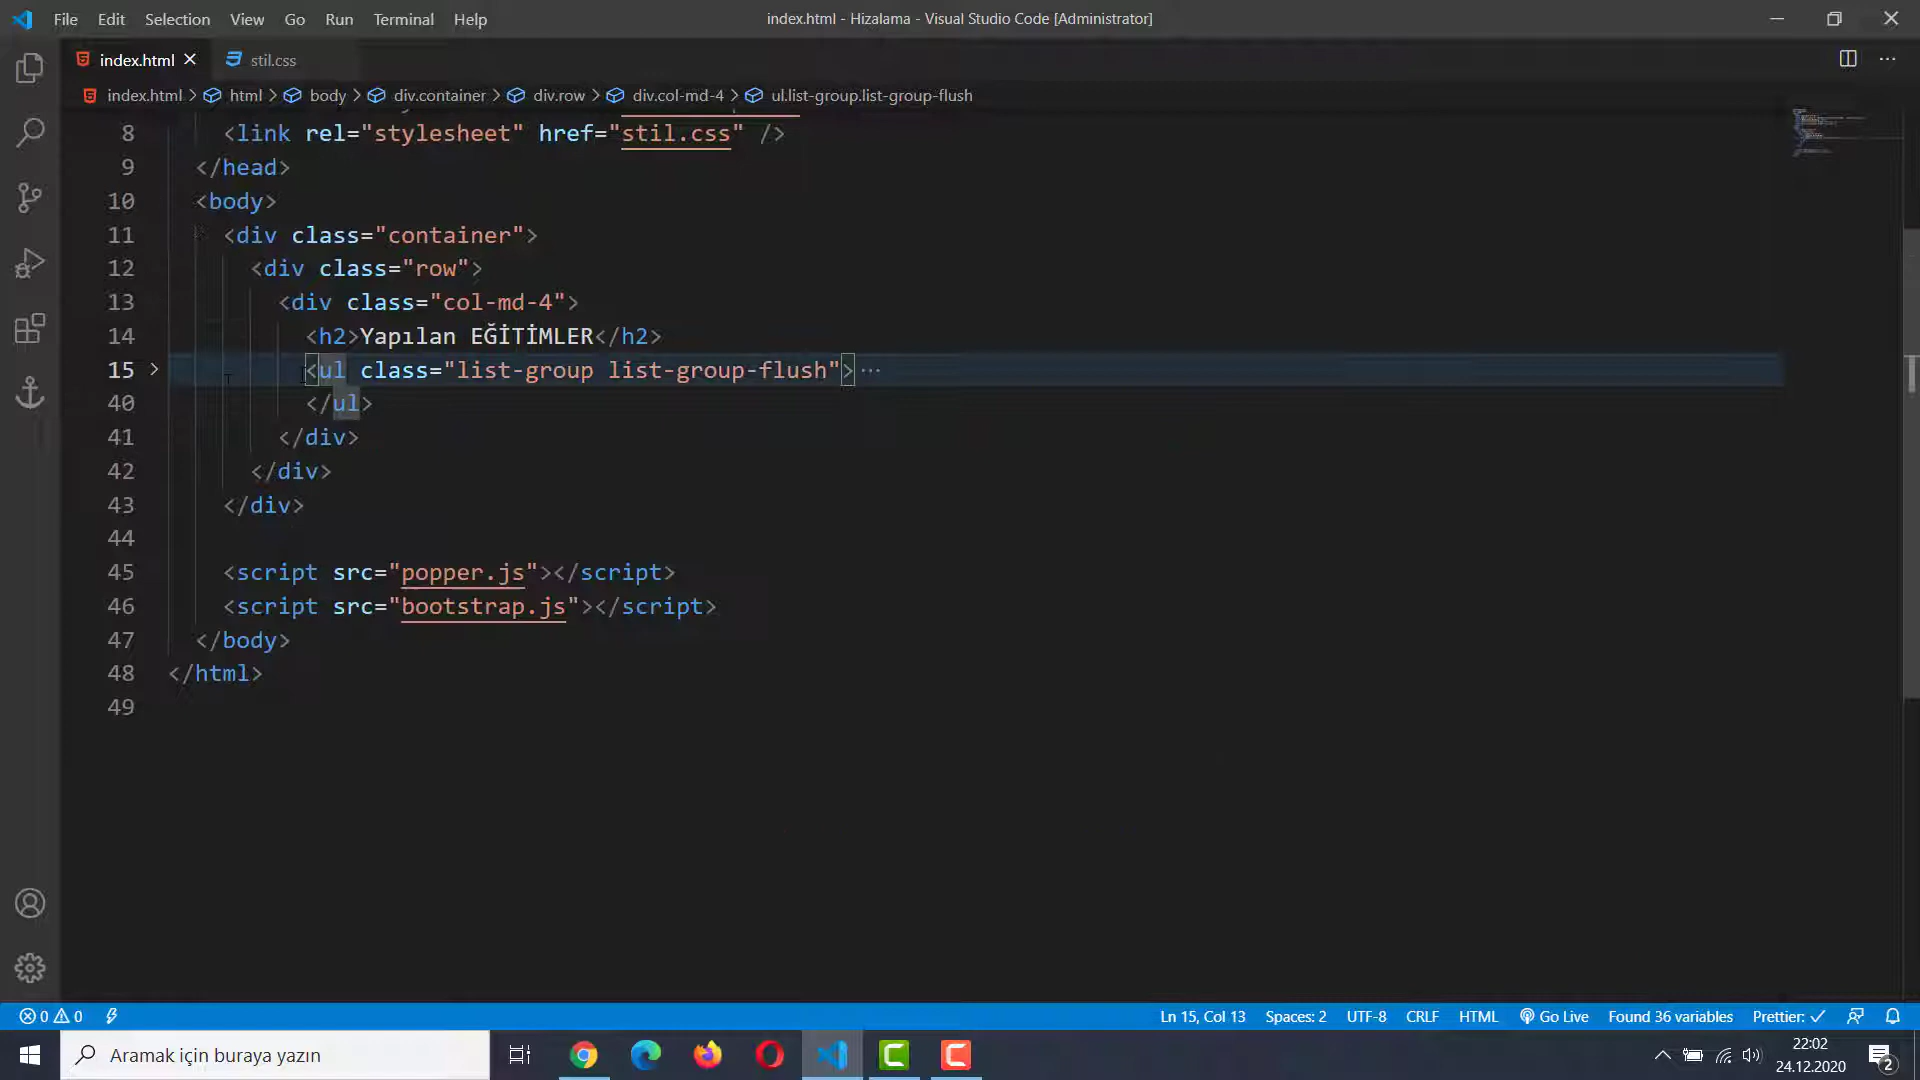 File Edit Selection View Go Run Terminal Help
index.html - Hizalama - Visual Studio Code [Administrator]
index.html
stil.css
index.html > html > body > div.container > div.row > div.col-md-4 > ul.list-group.list-group-flush
8 <link rel="stylesheet" href="stil.css" />
9 </head>
10 <body>
11 <div class="container">
12 <div class="row">
13 <div class="col-md-4">
14 <h2>Yapılan EĞİTİMLER</h2>
15 <ul class="list-group list-group-flush"> ···
40 </ul>
41 </div>
42 </div>
43 </div>
44
45 <script src="popper.js"></script>
46 <script src="bootstrap.js"></script>
47 </body>
48 </html>
49
0 0
Ln 15, Col 13 Spaces: 2 UTF-8 CRLF HTML Go Live Found 36 variables Prettier: ✓
Aramak için buraya yazın
22:02
24.12.2020
2